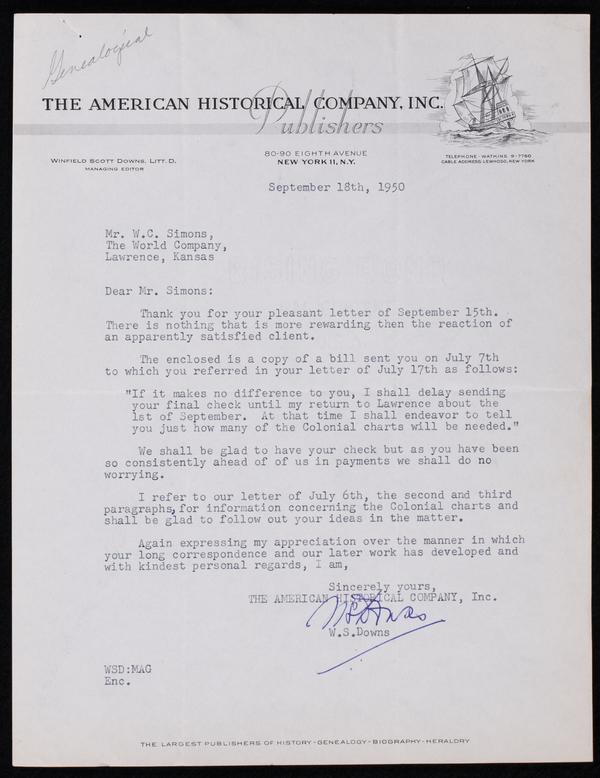 Genealogical
THE AMERICAN HISTORICAL COMPANY, INC.
Publishers
WINFIELD SCOTT DOWNS, LITT. D.
MANAGING EDITOR
80-90 EIGHTH AVENUE
NEW YORK 11, N.Y.
TELEPHONE - WATKINS 9-7760
CABLE ADDRESS: LEWHOSO, NEW YORK
September 18th, 1950
Mr. W.C. Simons,
The World Company,
Lawrence, Kansas
Dear Mr. Simons:
Thank you for your pleasant letter of September 15th.
There is nothing that is more rewarding then the reaction of
an apparently satisfied client.
The enclosed is a copy of a bill sent you on July 7th
to which you referred in your letter of July 17th as follows:
"If it makes no difference to you, I shall delay sending
your final check until my return to Lawrence about the
1st of September. At that time I shall endeavor to tell
you just how many of the Colonial charts will be needed."
We shall be glad to have your check but as you have been
so consistently ahead of of us in payments we shall do no
worrying.
I refer to our letter of July 6th, the second and third
paragraphs, for information concerning the Colonial charts and
shall be glad to follow out your ideas in the matter.
Again expressing my appreciation over the manner in which
your long correspondence and our later work has developed and
with kindest personal regards, I am,
Sincerely yours,
THE AMERICAN HISTORICAL COMPANY, Inc.
WSDowns
W.S.Downs
WSD:MAG
Enc.
THE LARGEST PUBLISHERS OF HISTORY - GENEALOGY - BIOGRAPHY - HERALDRY